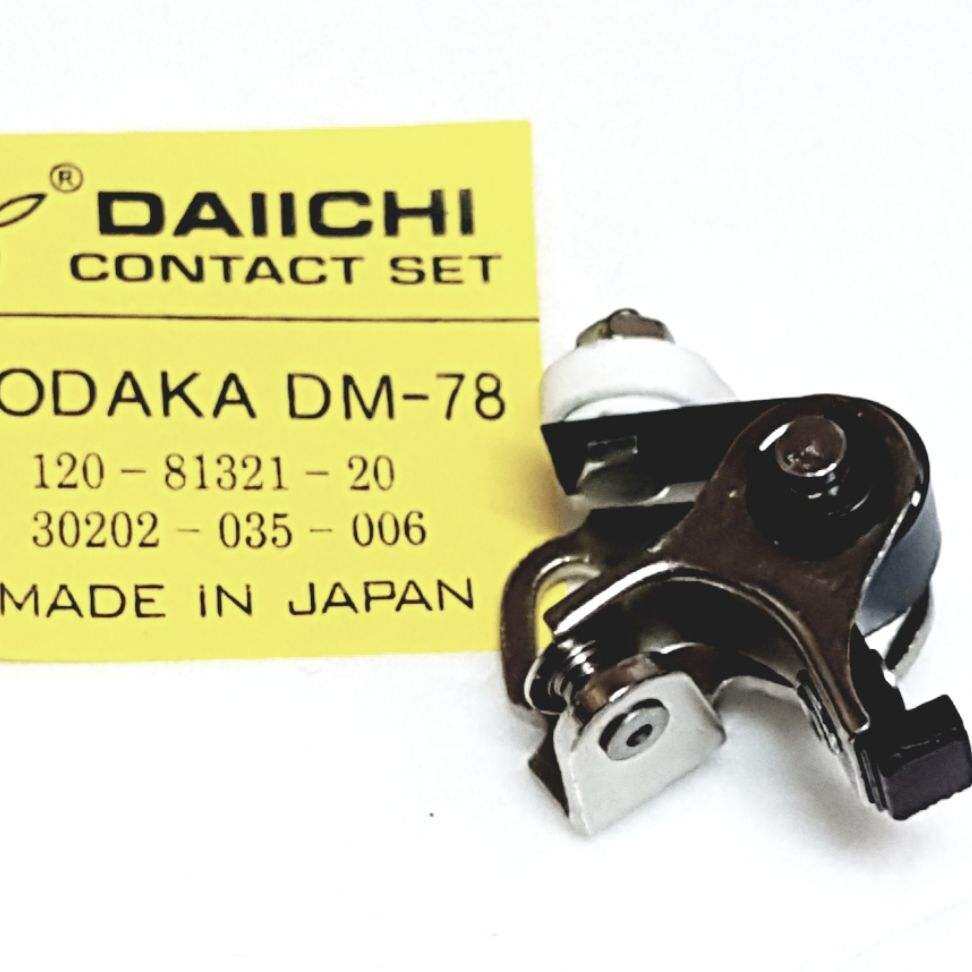 ® DAIICHI
CONTACT SET
ODAKA DM-78
120-81321-20
30202-035-006
MADE IN JAPAN